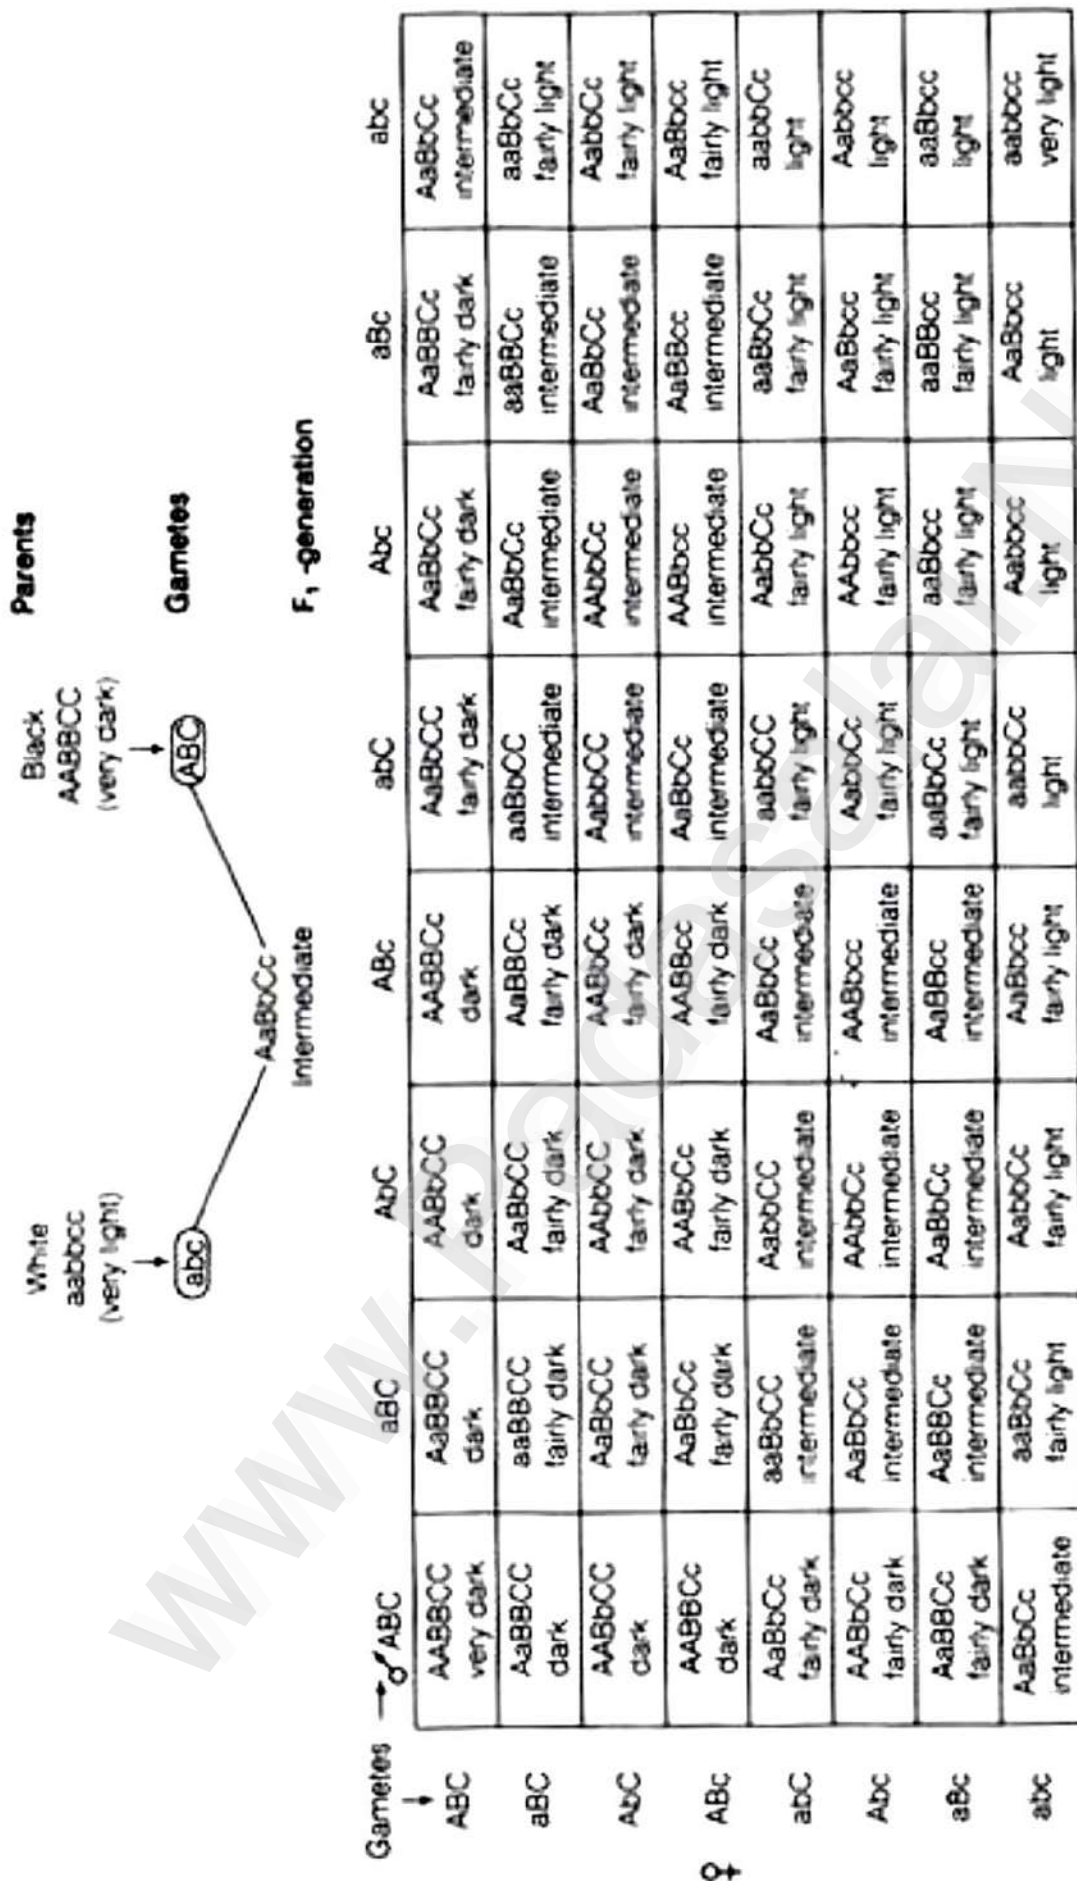 White Black Parents
aabbcc AABBCC
(very light) (very dark)
abc ABC Gametes
AaBbCc
Intermediate F₁ -generation
Gametes → ♂ ABC aBC AbC ABc abC Abc aBc abc
ABC AABBCC AaBBCC AABbCC AABBCc AaBbCC AaBbCc AaBBCc AaBbCc
very dark dark dark dark fairly dark fairly dark fairly dark intermediate
aBC AaBBCC aaBBCC AaBbCC AaBBCc aaBbCC AaBbCc aaBBCc aaBbCc
dark fairly dark fairly dark fairly dark intermediate intermediate intermediate fairly light
AbC AABbCC AaBbCC AAbbCC AABbCc AabbCC AAbbCc AaBbCc AabbCc
dark fairly dark fairly dark fairly dark intermediate intermediate intermediate fairly light
♀ ABc AABBCc AaBbCc AABbCc AABBcc AaBbCc AABbcc AaBBcc AaBbcc
dark fairly dark fairly dark fairly dark intermediate intermediate intermediate fairly light
abC AaBbCc aaBbCC AabbCC AaBbCc aabbCC AabbCc aaBbCc aabbCc
fairly dark intermediate intermediate intermediate fairly light fairly light fairly light light
Abc AABbCc AaBbCc AAbbCc AABbcc AabbCc AAbbcc AaBbcc Aabbcc
fairly dark intermediate intermediate intermediate fairly light fairly light fairly light light
aBc AaBBCc AaBBCc AaBbCc AaBBcc aaBbCc aaBbcc aaBBcc aaBbcc
fairly dark intermediate intermediate intermediate fairly light fairly light fairly light light
abc AaBbCc aaBbCc AabbCc AaBbcc aabbCc Aabbcc AaBbcc aabbcc
intermediate fairly light fairly light fairly light light light light very light